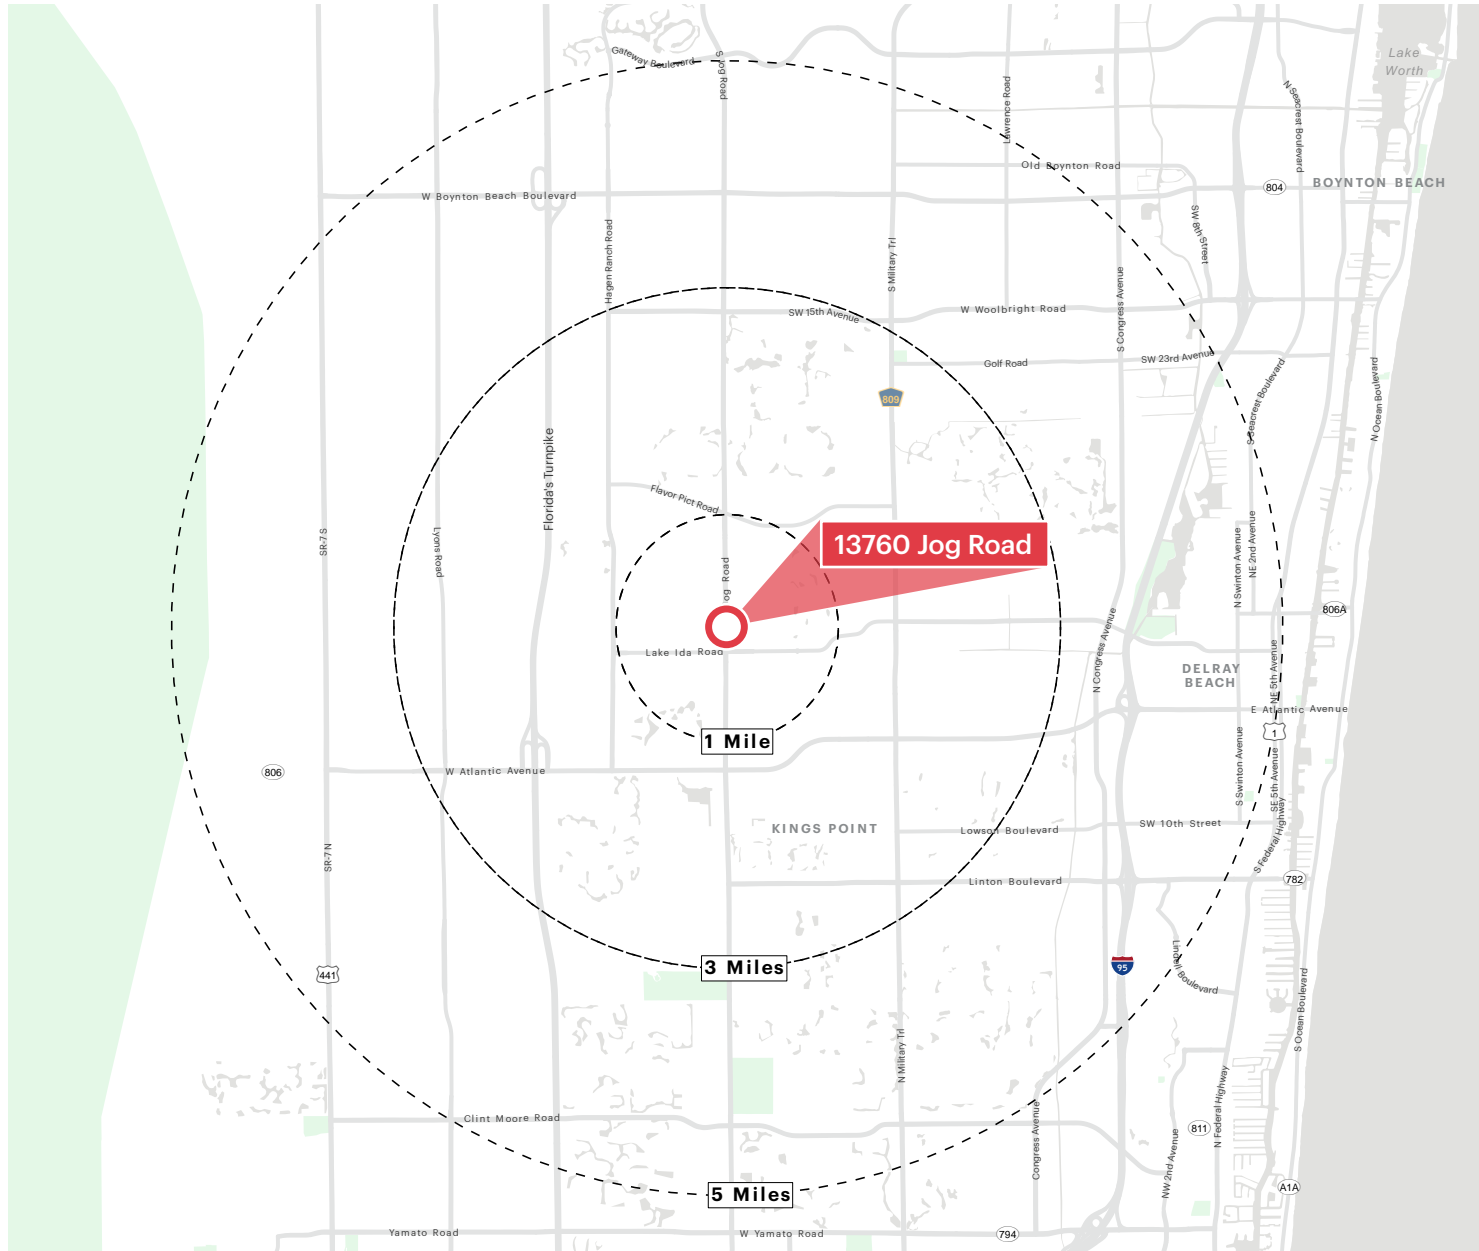 Gateway Boulevard
S Jog Road
Lake
Worth
Lawrence Road
N Seacrest Boulevard
Old Boynton Road
W Boynton Beach Boulevard
804
BOYNTON BEACH
SW 8th Street
Hagen Ranch Road
S Military Trl
S Congress Avenue
SW 15th Avenue
W Woolbright Road
Golf Road
SW 23rd Avenue
N Ocean Boulevard
S Seacrest Boulevard
809
Florida's Turnpike
Flavor Pict Road
SR-7 S
Lyons Road
13760 Jog Road
N Swinton Avenue
NE 2nd Avenue
Jog Road
806A
Lake Ida Road
N Congress Avenue
DELRAY
BEACH
NE 5th Avenue
E Atlantic Avenue
1 Mile
1
806
W Atlantic Avenue
S Swinton Avenue
SE 5th Avenue
KINGS POINT
Lowson Boulevard
SW 10th Street
S Federal Highway
SR-7 N
Linton Boulevard
782
3 Miles
441
95
Lindell Boulevard
S Ocean Boulevard
N Military Trl
Clint Moore Road
Congress Avenue
811
N Federal Highway
NW 2nd Avenue
5 Miles
A1A
Yamato Road
W Yamato Road
794